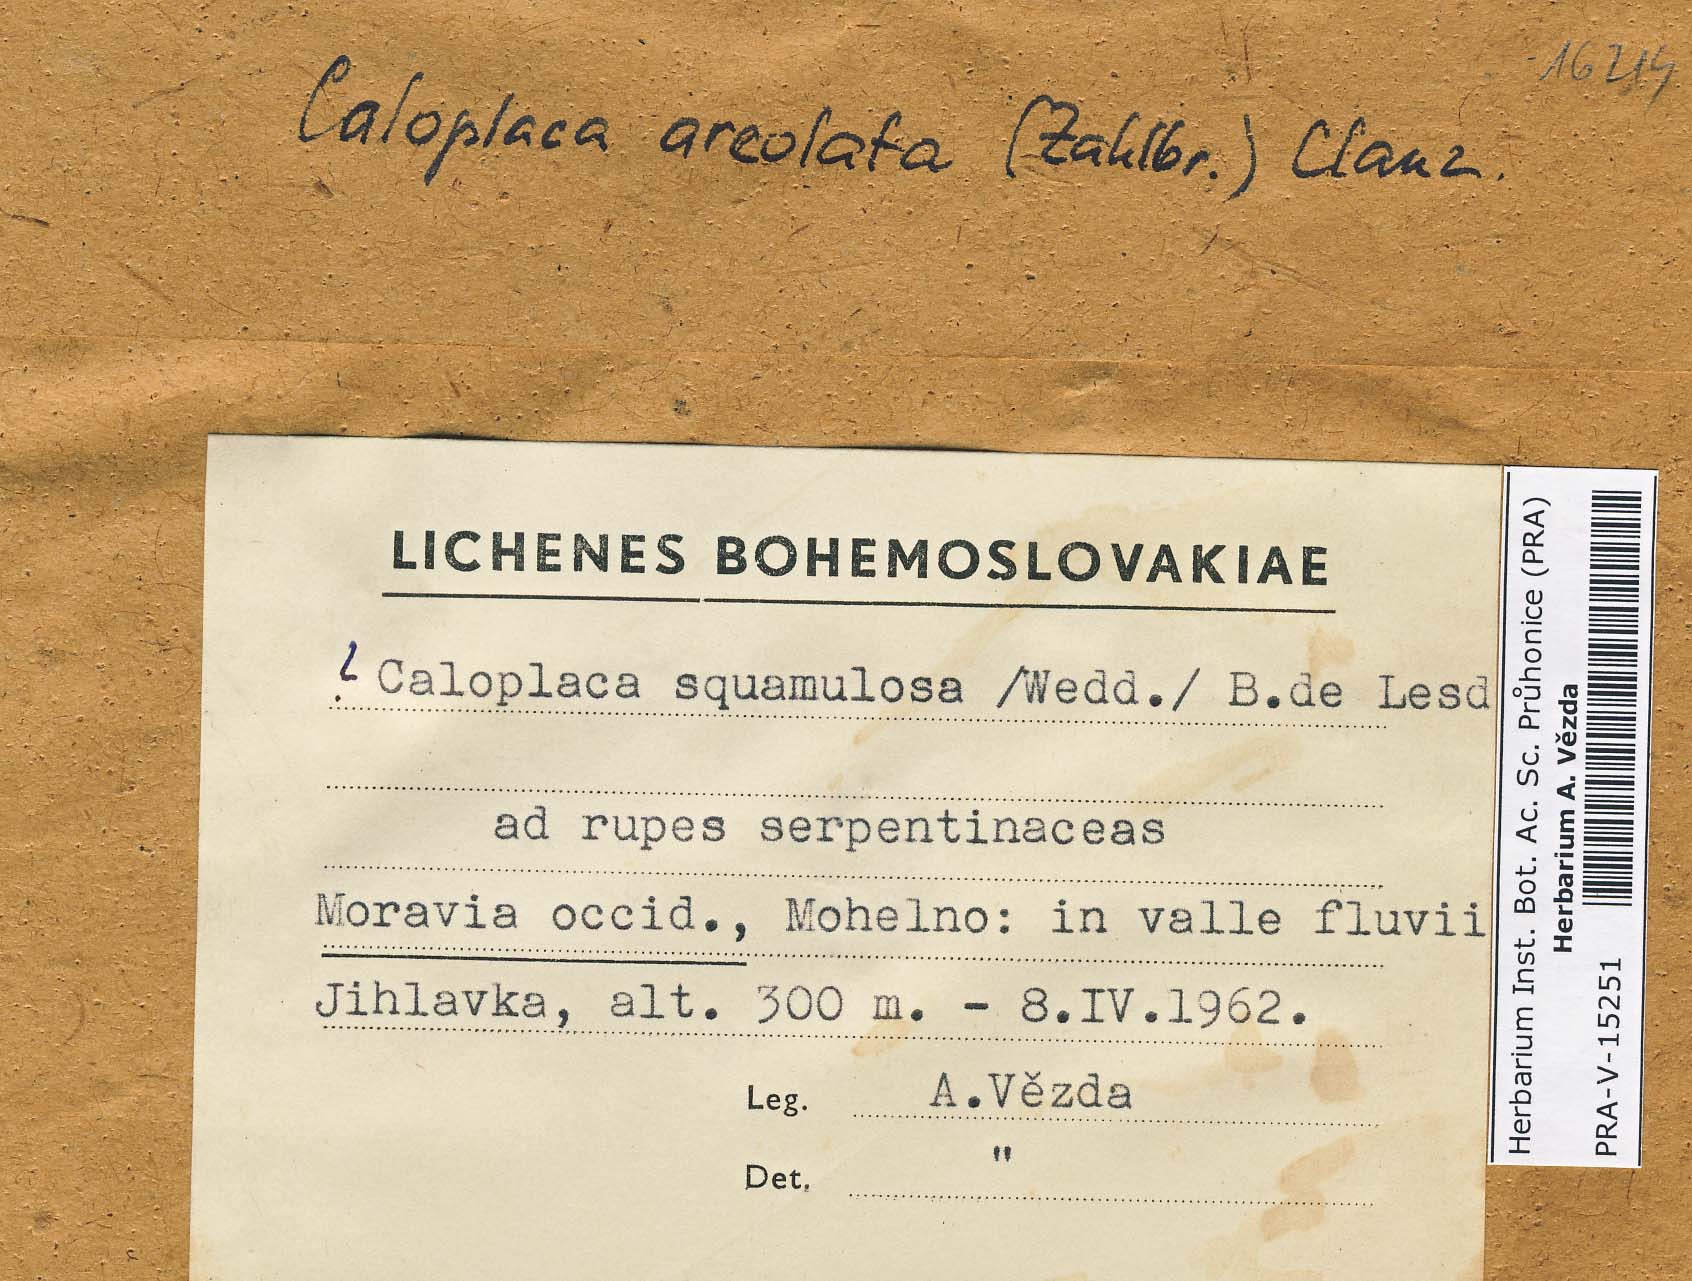 16214
Caloplaca areolata (Zahlbr.) Clauz.
LICHENES BOHEMOSLOVAKIAE
! Caloplaca squamulosa /Wedd./ B.de Lesd
ad rupes serpentinaceas
Moravia occid., Mohelno: in valle fluvii
Jihlavka, alt. 300 m. - 8.IV.1962.
Leg. A.Vězda
Det. "
Herbarium Inst. Bot. Ac. Sc. Průhonice (PRA)
Herbarium A. Vězda
PRA-V-15251